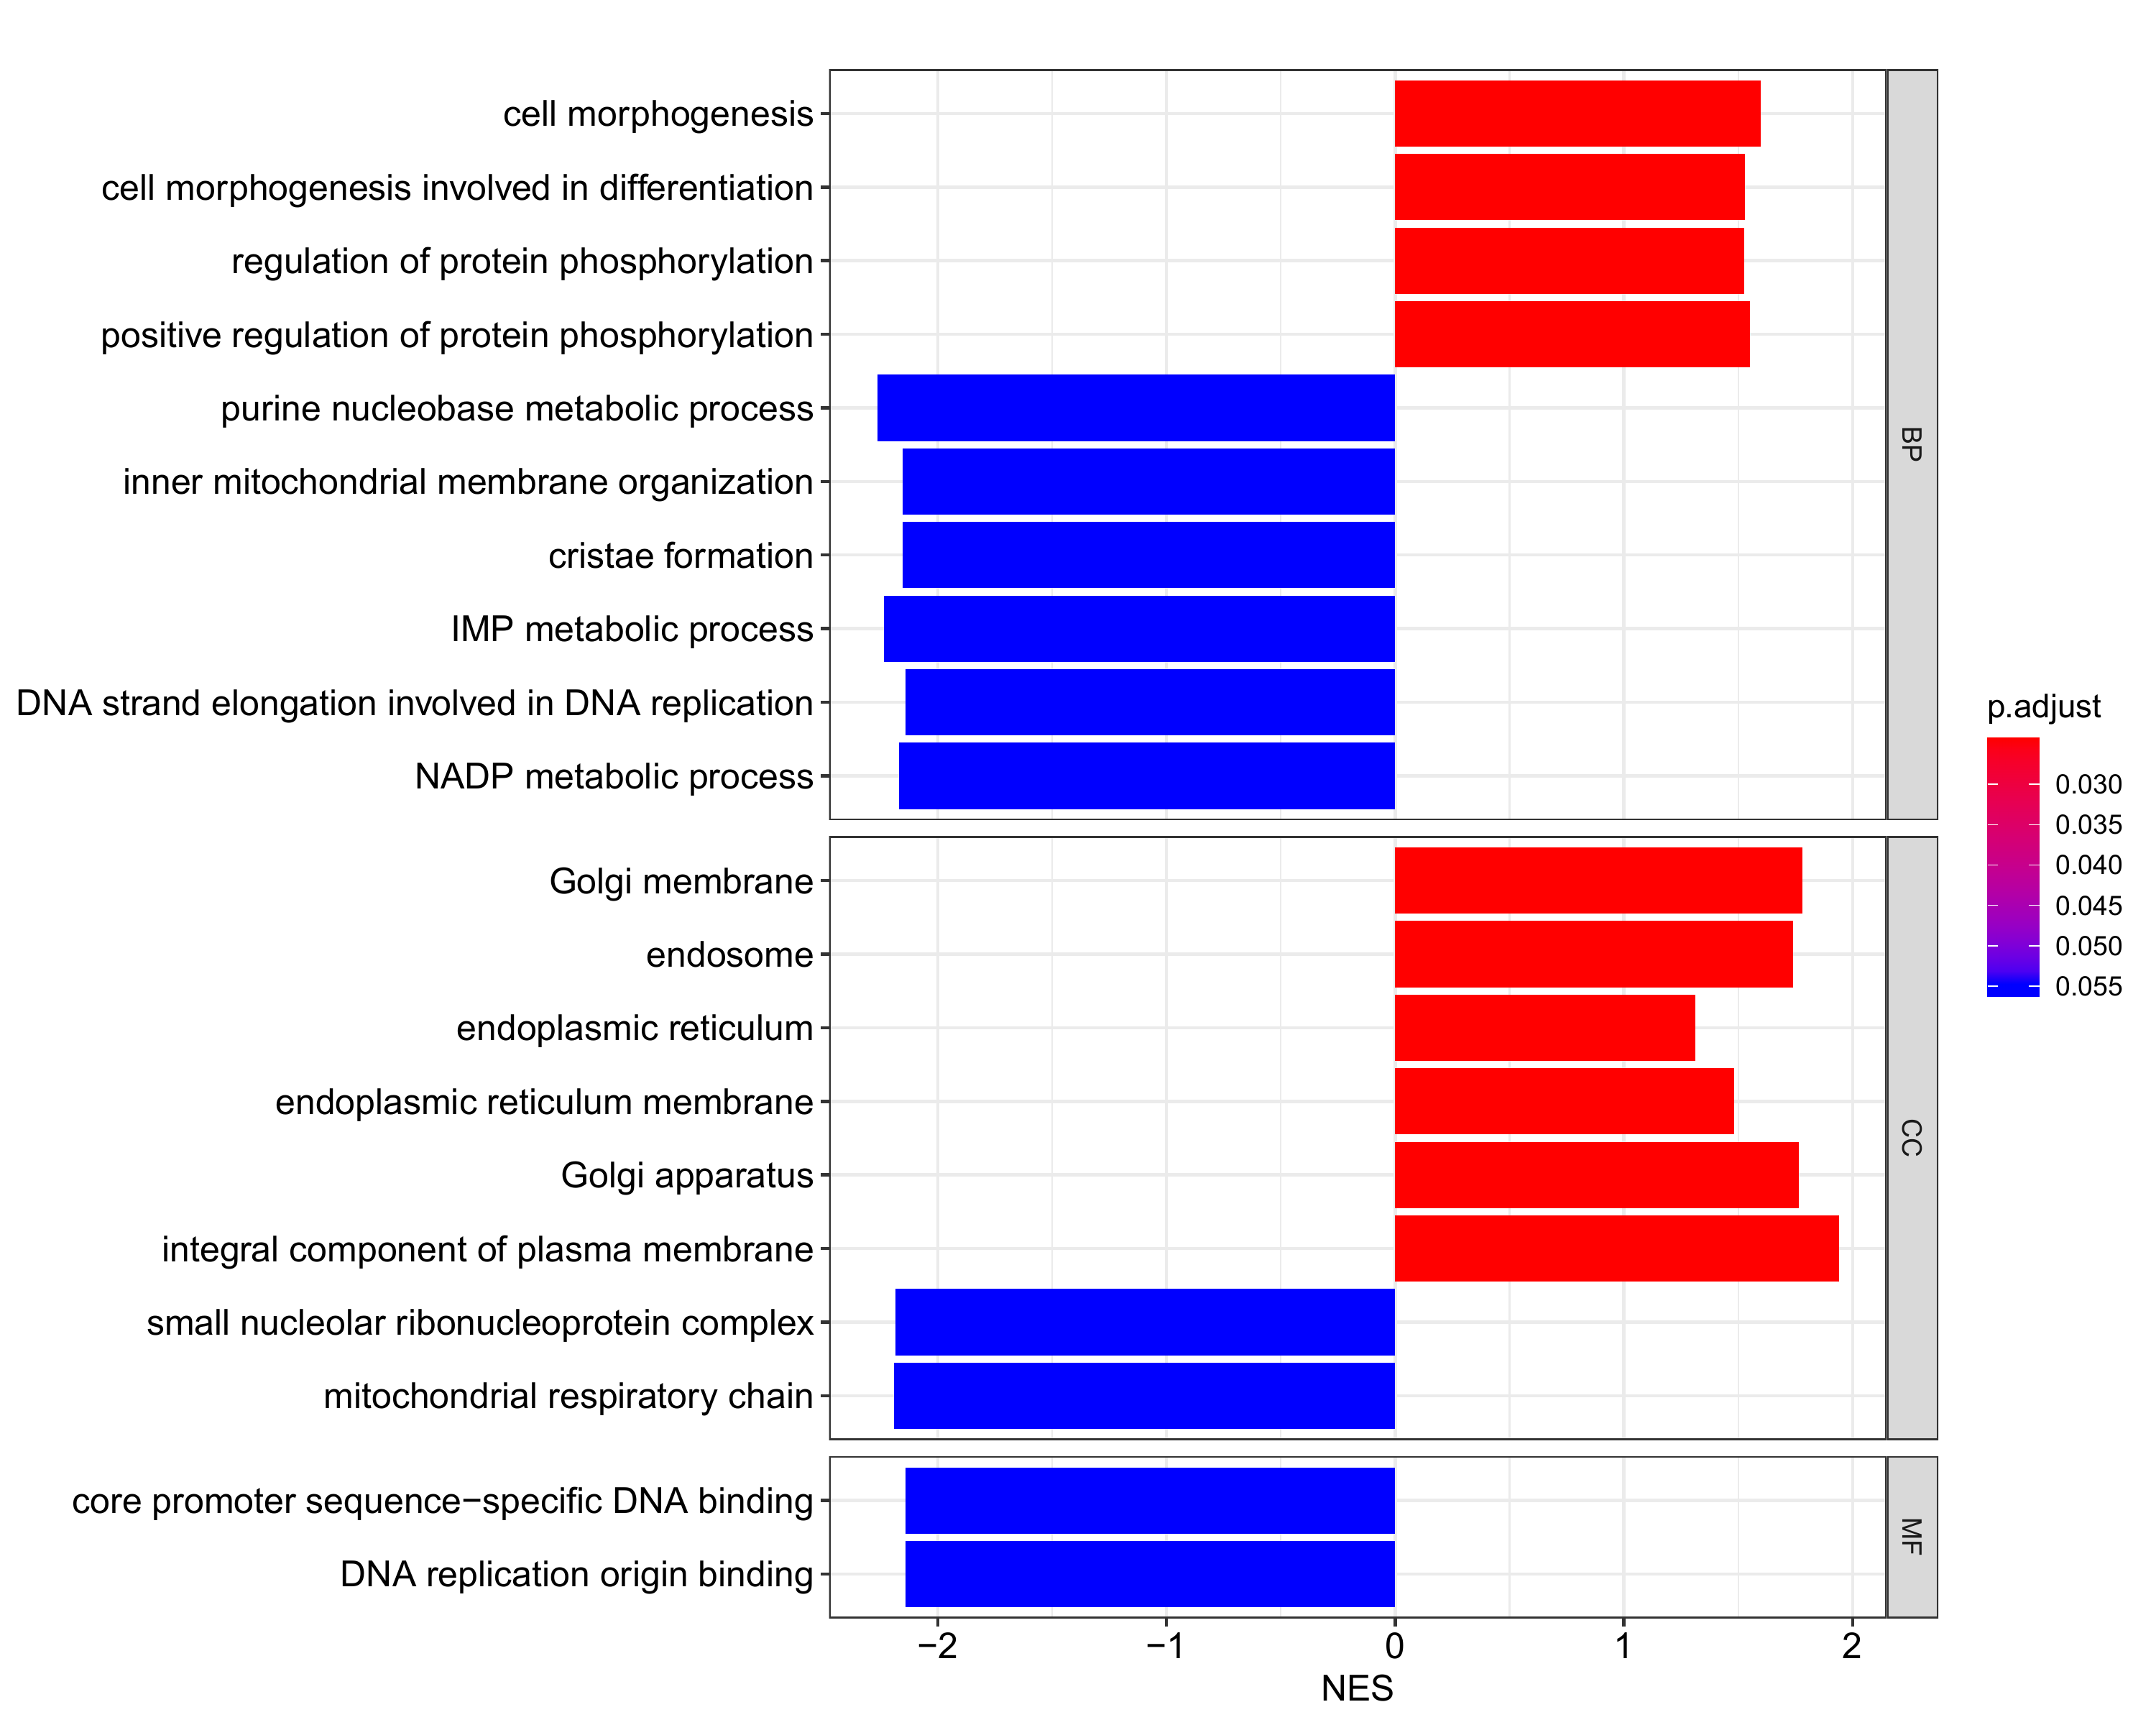 cell morphogenesis
cell morphogenesis involved in differentiation
regulation of protein phosphorylation
positive regulation of protein phosphorylation
purine nucleobase metabolic process
inner mitochondrial membrane organization
cristae formation
IMP metabolic process
DNA strand elongation involved in DNA replication
NADP metabolic process
BP
Golgi membrane
endosome
endoplasmic reticulum
endoplasmic reticulum membrane
Golgi apparatus
integral component of plasma membrane
small nucleolar ribonucleoprotein complex
mitochondrial respiratory chain
CC
core promoter sequence−specific DNA binding
DNA replication origin binding
MF
−2 −1 0 1 2
NES
p.adjust
0.030
0.035
0.040
0.045
0.050
0.055